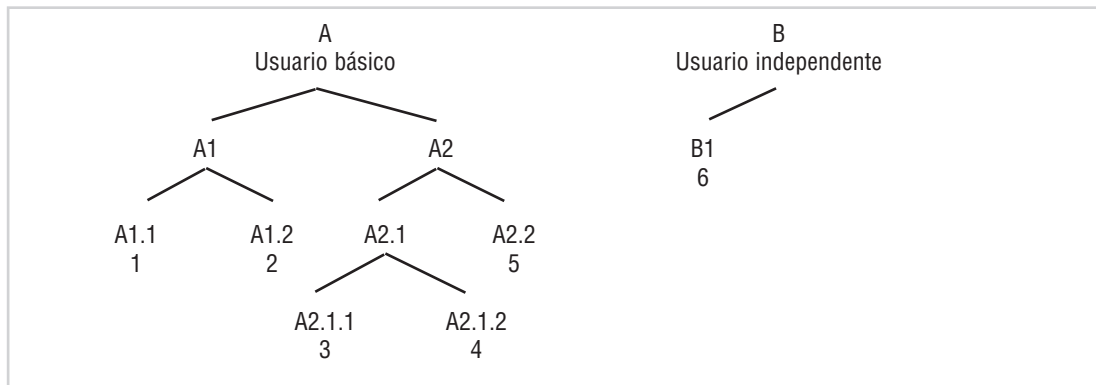 A
Usuario básico
B
Usuario independente
A1
A2
B1
6
A1.1
1
A1.2
2
A2.1
A2.2
5
A2.1.1
3
A2.1.2
4